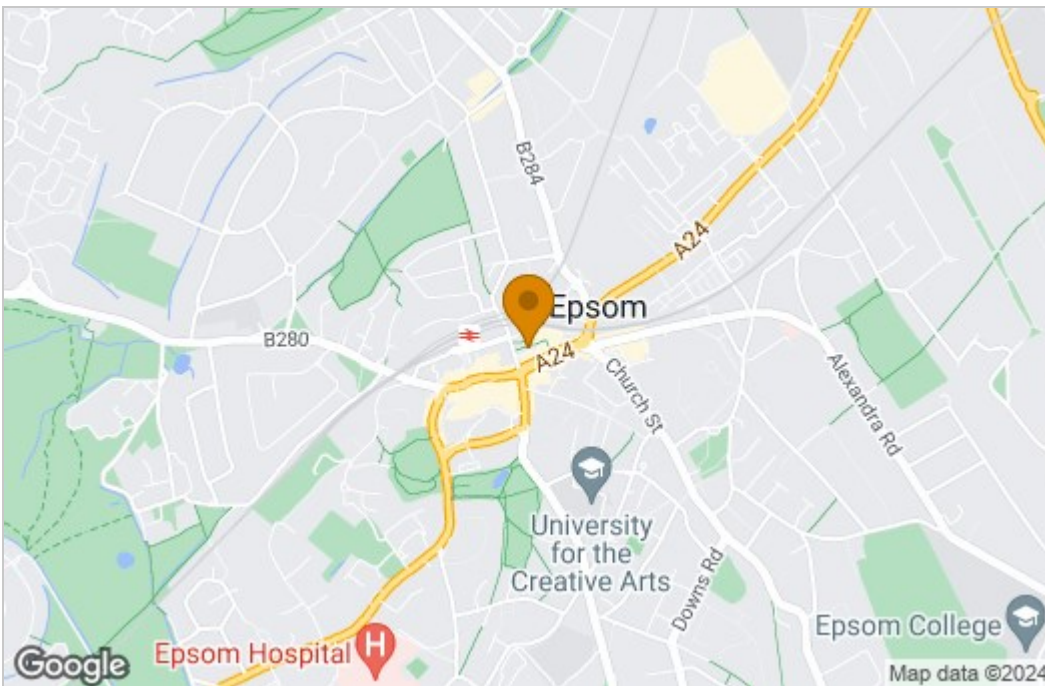 B284
A24
Epsom
B280
A24
Church St
Alexandra Rd
University
for the
Creative Arts
Downs Rd
Epsom College
Epsom Hospital
H
Google
Map data ©2024